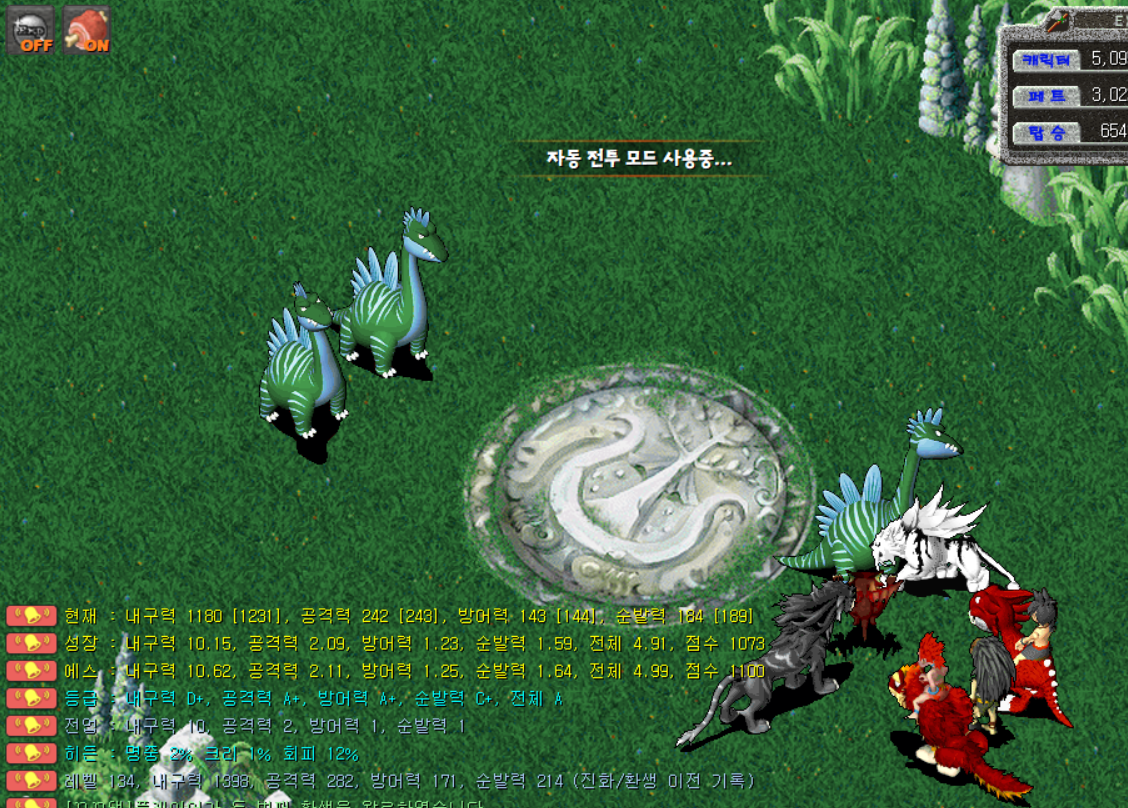 OFF ON
캐릭터 5,09
페트 3,02
탑승 654
자동 전투 모드 사용중...
현재 : 내구력 1180 [1231], 공격력 242 [243], 방어력 143 [144], 순발력 184 [189]
성장 : 내구력 10.15, 공격력 2.09, 방어력 1.23, 순발력 1.59, 전체 4.91, 점수 1073
에스 : 내구력 10.62, 공격력 2.11, 방어력 1.25, 순발력 1.64, 전체 4.99, 점수 1100
등급 : 내구력 D+, 공격력 A+, 방어력 A+, 순발력 C+, 전체 A
전업 : 내구력 10, 공격력 2, 방어력 1, 순발력 1
히든 : 명중 2% 크리 1% 회피 12%
레벨 134, 내구력 1398, 공격력 282, 방어력 171, 순발력 214 (진화/환생 이전 기록)